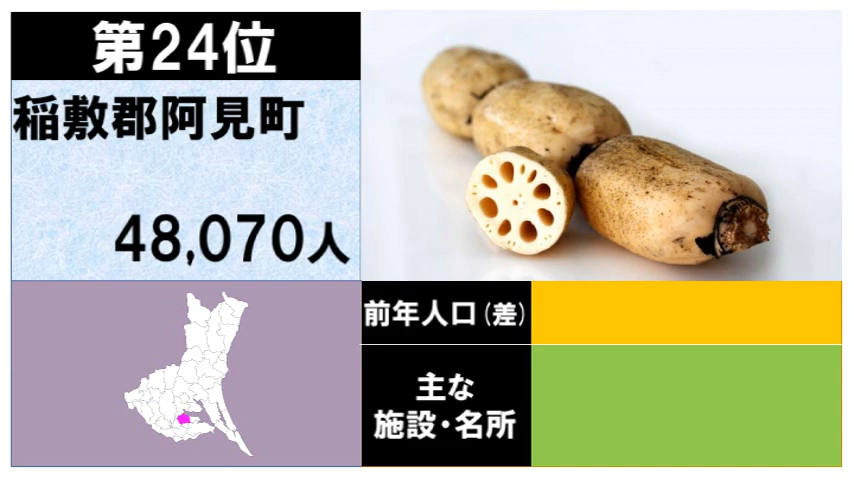 第24位
稲敷郡阿見町
48,070人
前年人口(差)
主な
施設・名所